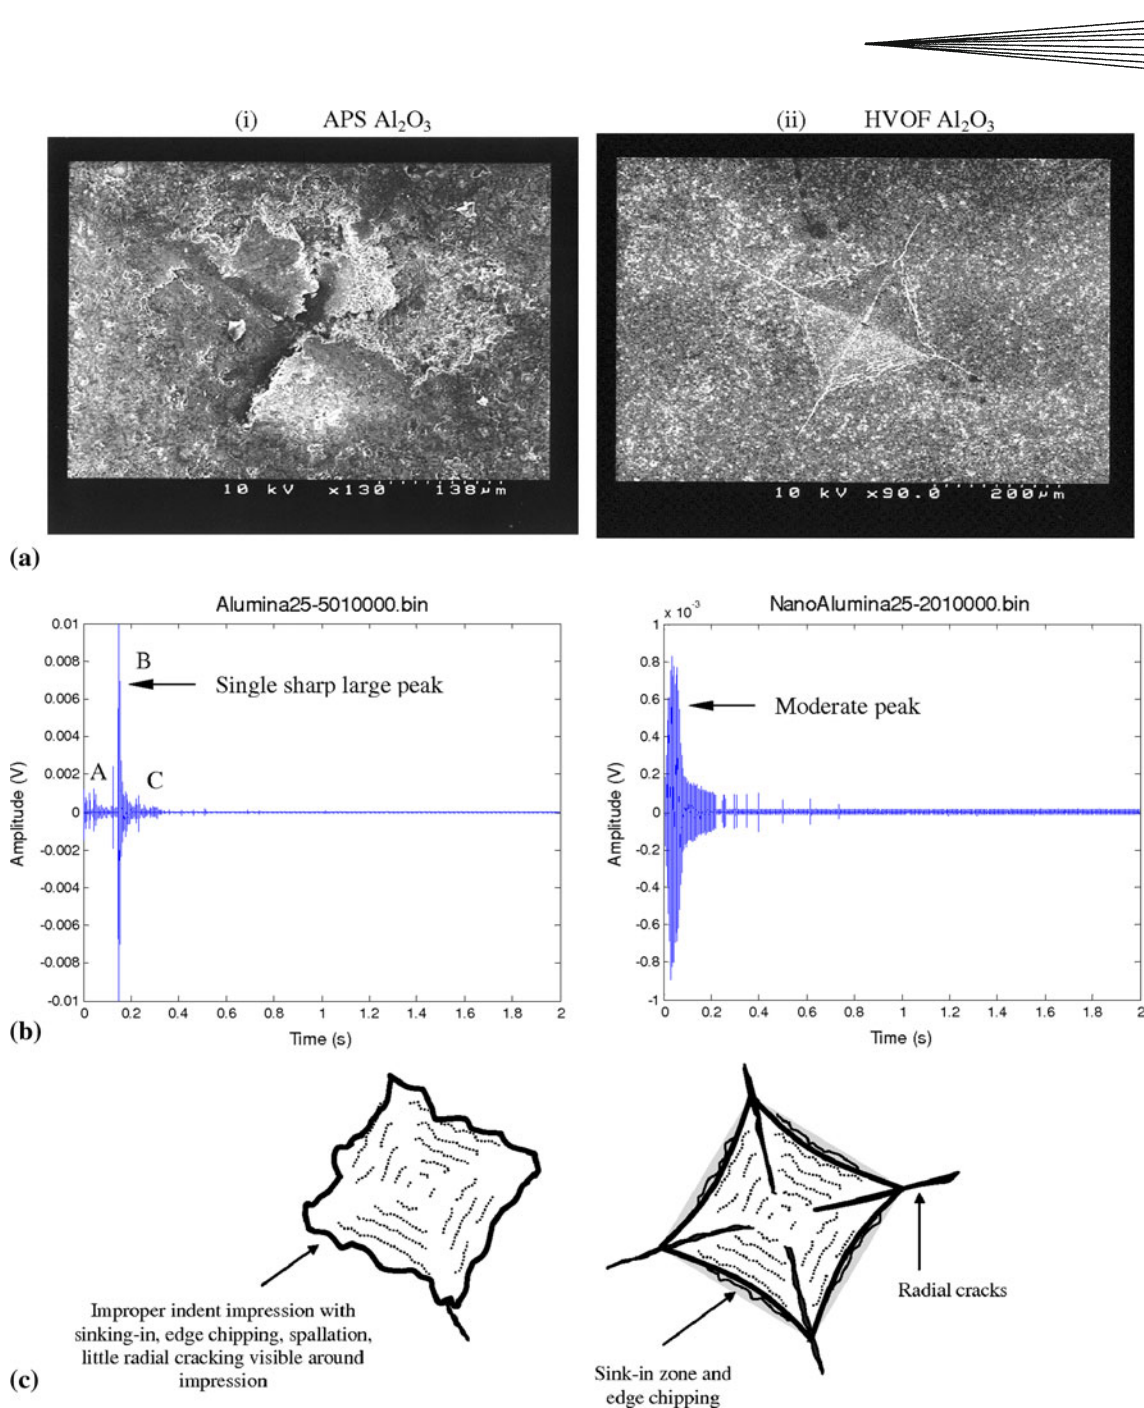 (i) APS Al₂O₃
(ii) HVOF Al₂O₃
10 kV x130 138µm
10 kV x90.0 200µm
(a)
Alumina25-5010000.bin
0.01
0.008
0.006
0.004
0.002
0
-0.002
-0.004
-0.006
-0.008
-0.01
Amplitude (V)
B
Single sharp large peak
A
C
0 0.2 0.4 0.6 0.8 1 1.2 1.4 1.6 1.8 2
Time (s)
NanoAlumina25-2010000.bin
x 10⁻³
1
0.8
0.6
0.4
0.2
0
-0.2
-0.4
-0.6
-0.8
-1
Amplitude (V)
Moderate peak
0 0.2 0.4 0.6 0.8 1 1.2 1.4 1.6 1.8 2
Time (s)
(b)
Improper indent impression with
sinking-in, edge chipping, spallation,
little radial cracking visible around
impression
Radial cracks
Sink-in zone and
edge chipping
(c)